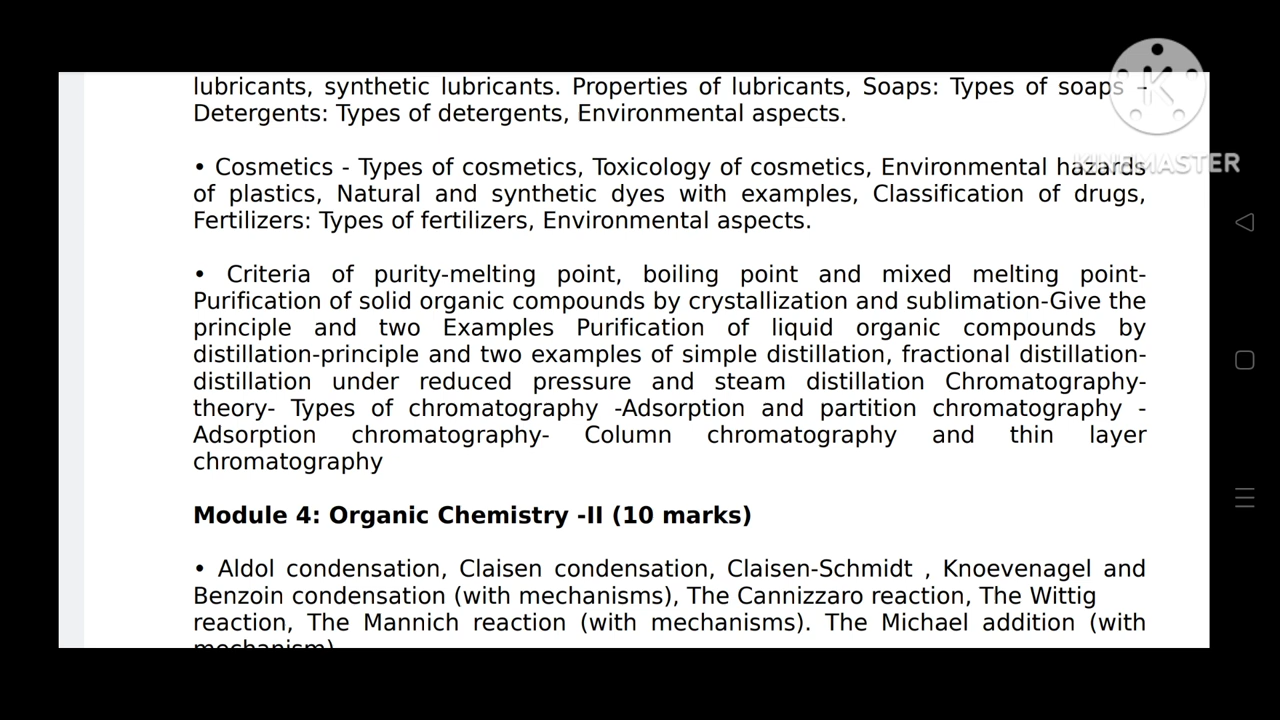 lubricants, synthetic lubricants. Properties of lubricants, Soaps: Types of soaps -
Detergents: Types of detergents, Environmental aspects.
• Cosmetics - Types of cosmetics, Toxicology of cosmetics, Environmental hazards
of plastics, Natural and synthetic dyes with examples, Classification of drugs,
Fertilizers: Types of fertilizers, Environmental aspects.
• Criteria of purity-melting point, boiling point and mixed melting point-
Purification of solid organic compounds by crystallization and sublimation-Give the
principle and two Examples Purification of liquid organic compounds by
distillation-principle and two examples of simple distillation, fractional distillation-
distillation under reduced pressure and steam distillation Chromatography-
theory- Types of chromatography -Adsorption and partition chromatography -
Adsorption chromatography- Column chromatography and thin layer
chromatography
Module 4: Organic Chemistry -II (10 marks)
• Aldol condensation, Claisen condensation, Claisen-Schmidt , Knoevenagel and
Benzoin condensation (with mechanisms), The Cannizzaro reaction, The Wittig
reaction, The Mannich reaction (with mechanisms). The Michael addition (with
mechanism)
KINEMASTER